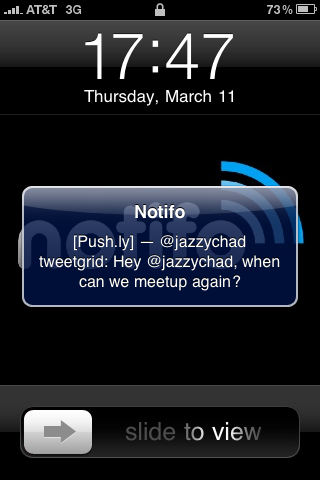 AT&T 3G 73%
17:47
Thursday, March 11
notifo
Notifo
[Push.ly] — @jazzychad
tweetgrid: Hey @jazzychad, when
can we meetup again?
slide to view